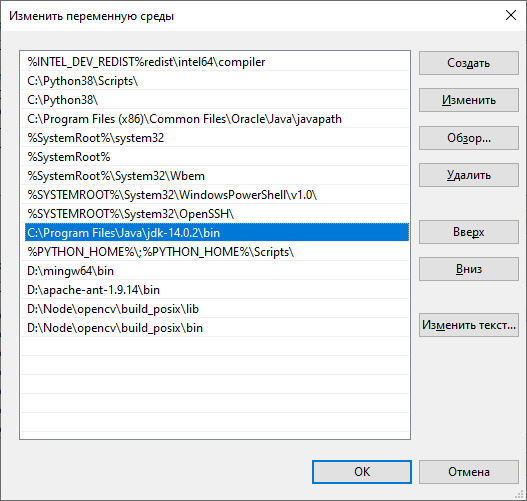 Изменить переменную среды
%INTEL_DEV_REDIST%redist\intel64\compiler
C:\Python38\Scripts\
C:\Python38\
C:\Program Files (x86)\Common Files\Oracle\Java\javapath
%SystemRoot%\system32
%SystemRoot%
%SystemRoot%\System32\Wbem
%SYSTEMROOT%\System32\WindowsPowerShell\v1.0\
%SYSTEMROOT%\System32\OpenSSH\
C:\Program Files\Java\jdk-14.0.2\bin
%PYTHON_HOME%\;%PYTHON_HOME%\Scripts\
D:\mingw64\bin
D:\apache-ant-1.9.14\bin
D:\Node\opencv\build_posix\lib
D:\Node\opencv\build_posix\bin
Создать
Изменить
Обзор...
Удалить
Вверх
Вниз
Изменить текст...
OK
Отмена